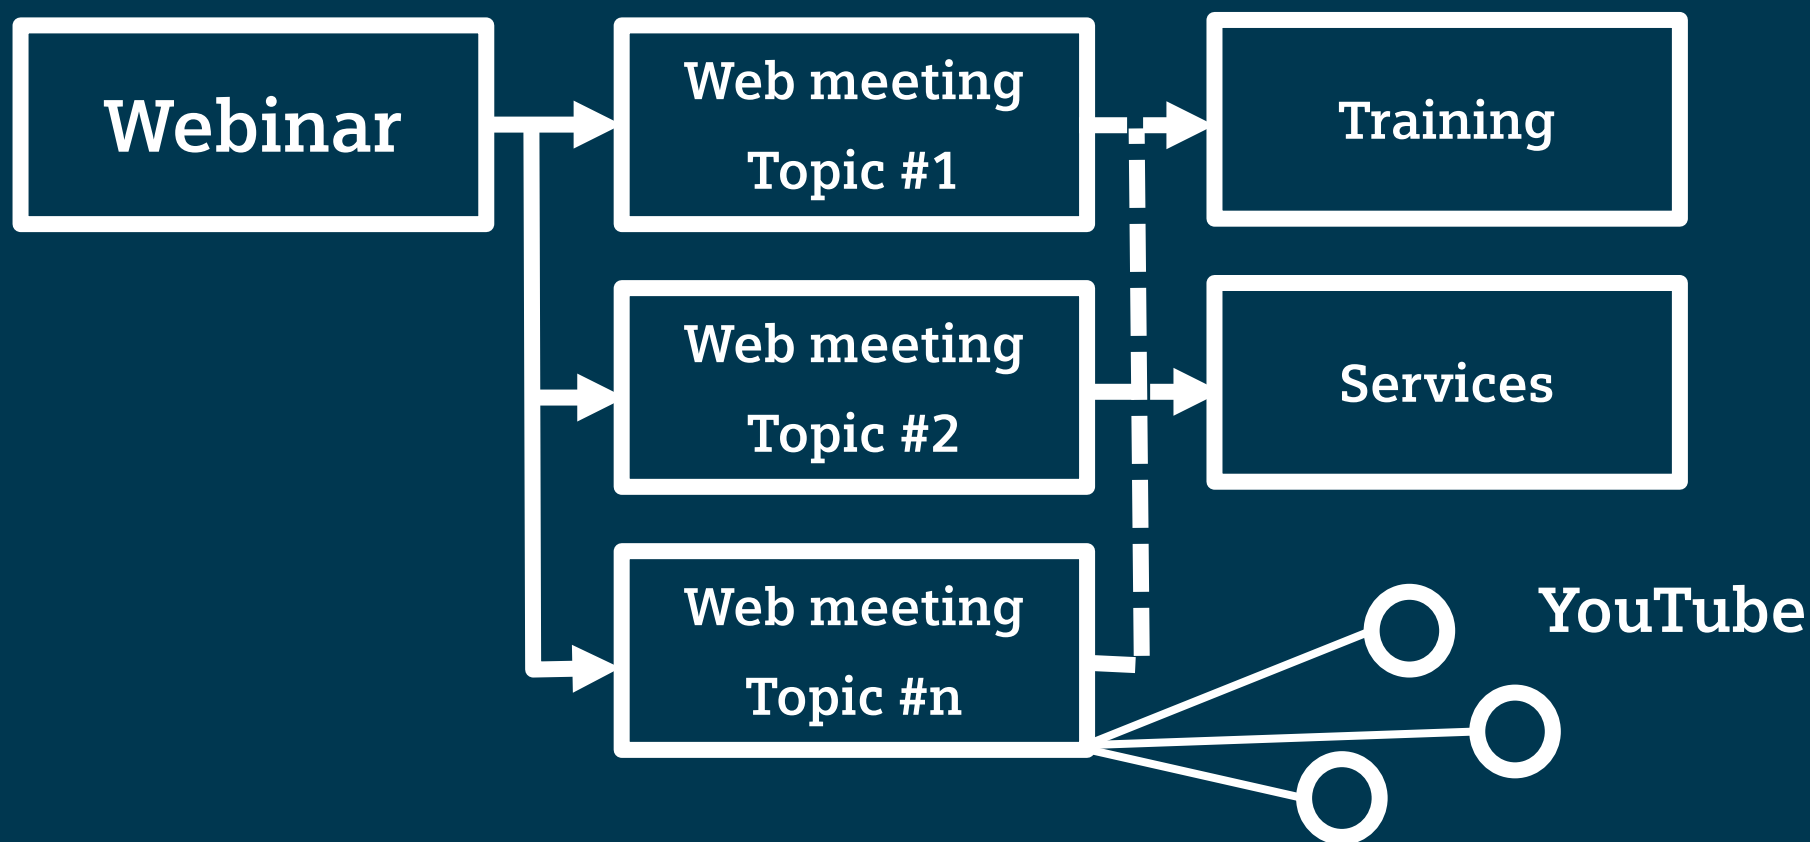 Webinar
Web meeting
Topic #1
Training
Web meeting
Topic #2
Services
Web meeting
Topic #n
YouTube